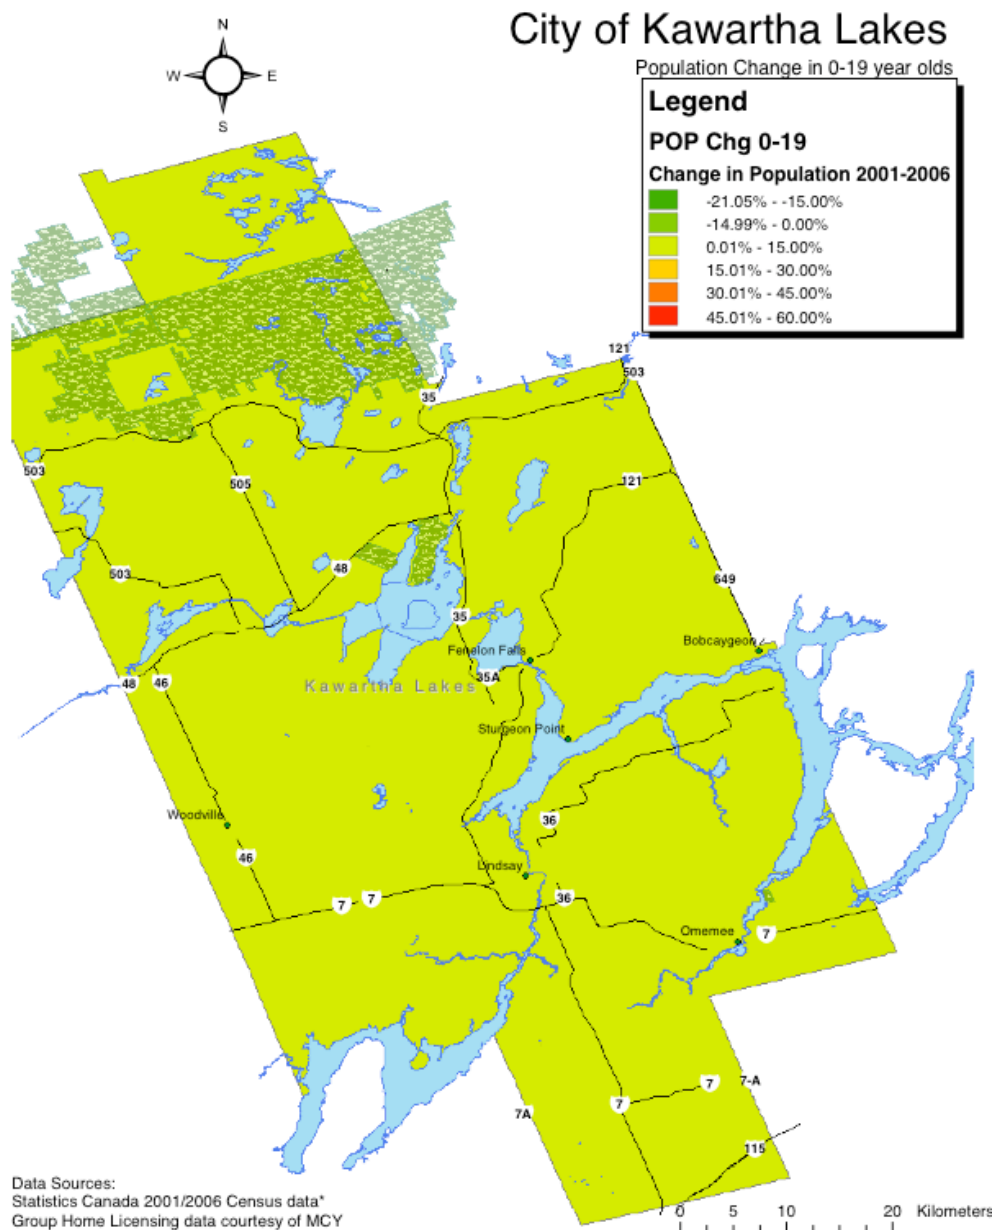 City of Kawartha Lakes
Population Change in 0-19 year olds
N
W
E
S
Legend
POP Chg 0-19
Change in Population 2001-2006
-21.05% - -15.00%
-14.99% - 0.00%
0.01% - 15.00%
15.01% - 30.00%
30.01% - 45.00%
45.01% - 60.00%
121
503
35
503
505
121
503
48
649
35
Bobcaygeon
Fenelon Falls
35A
48
46
Kawartha Lakes
Sturgeon Point
Woodville
36
46
Lindsay
7
7
36
Omemee
7
7
7-A
7
7A
115
Data Sources:
Statistics Canada 2001/2006 Census data*
Group Home Licensing data courtesy of MCY
0 5 10 20 Kilometers